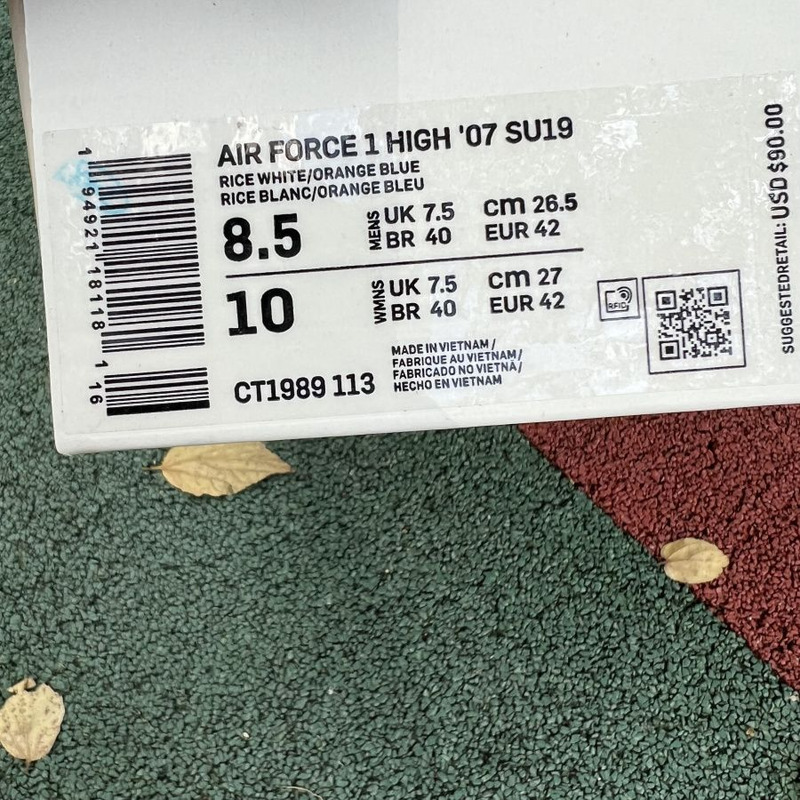 AIR FORCE 1 HIGH '07 SU19
RICE WHITE/ORANGE BLUE
RICE BLANC/ORANGE BLEU
8.5 MENS UK 7.5 cm 26.5
BR 40 EUR 42
10 WMNS UK 7.5 cm 27
BR 40 EUR 42
CT1989 113
MADE IN VIETNAM /
FABRIQUE AU VIETNAM/
FABRICADO NO VIETNA/
HECHO EN VIETNAM
RFID
SUGGESTEDRETAIL: USD $90.00
1 94921 18118 1 16